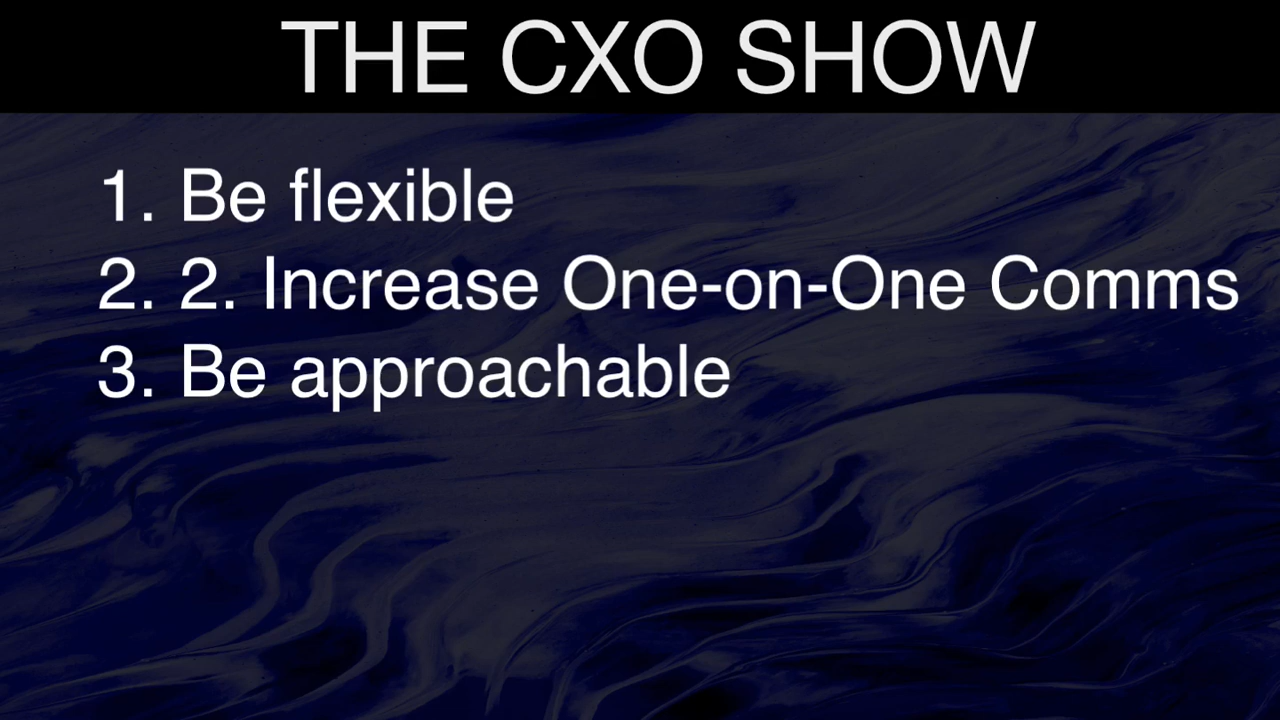 THE CXO SHOW
1. Be flexible
2. 2. Increase One-on-One Comms
3. Be approachable